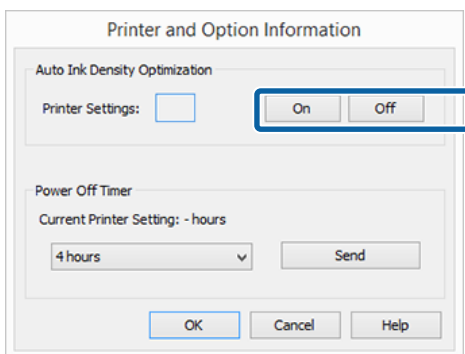 Printer and Option Information
Auto Ink Density Optimization
Printer Settings:
On
Off
Power Off Timer
Current Printer Setting: - hours
4 hours
Send
OK
Cancel
Help